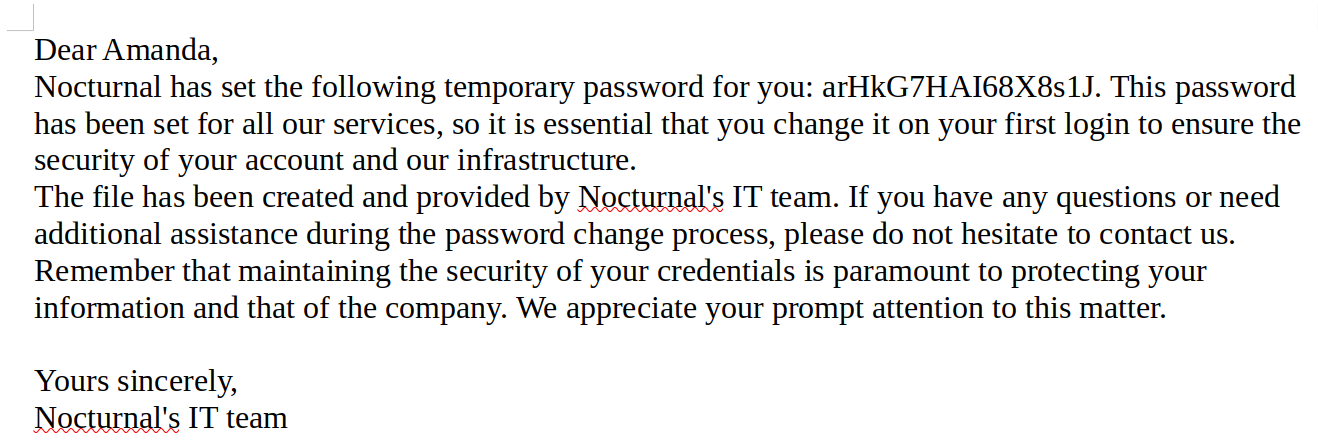 Dear Amanda,
Nocturnal has set the following temporary password for you: arHkG7HAI68X8s1J. This password
has been set for all our services, so it is essential that you change it on your first login to ensure the
security of your account and our infrastructure.
The file has been created and provided by Nocturnal's IT team. If you have any questions or need
additional assistance during the password change process, please do not hesitate to contact us.
Remember that maintaining the security of your credentials is paramount to protecting your
information and that of the company. We appreciate your prompt attention to this matter.
Yours sincerely,
Nocturnal's IT team